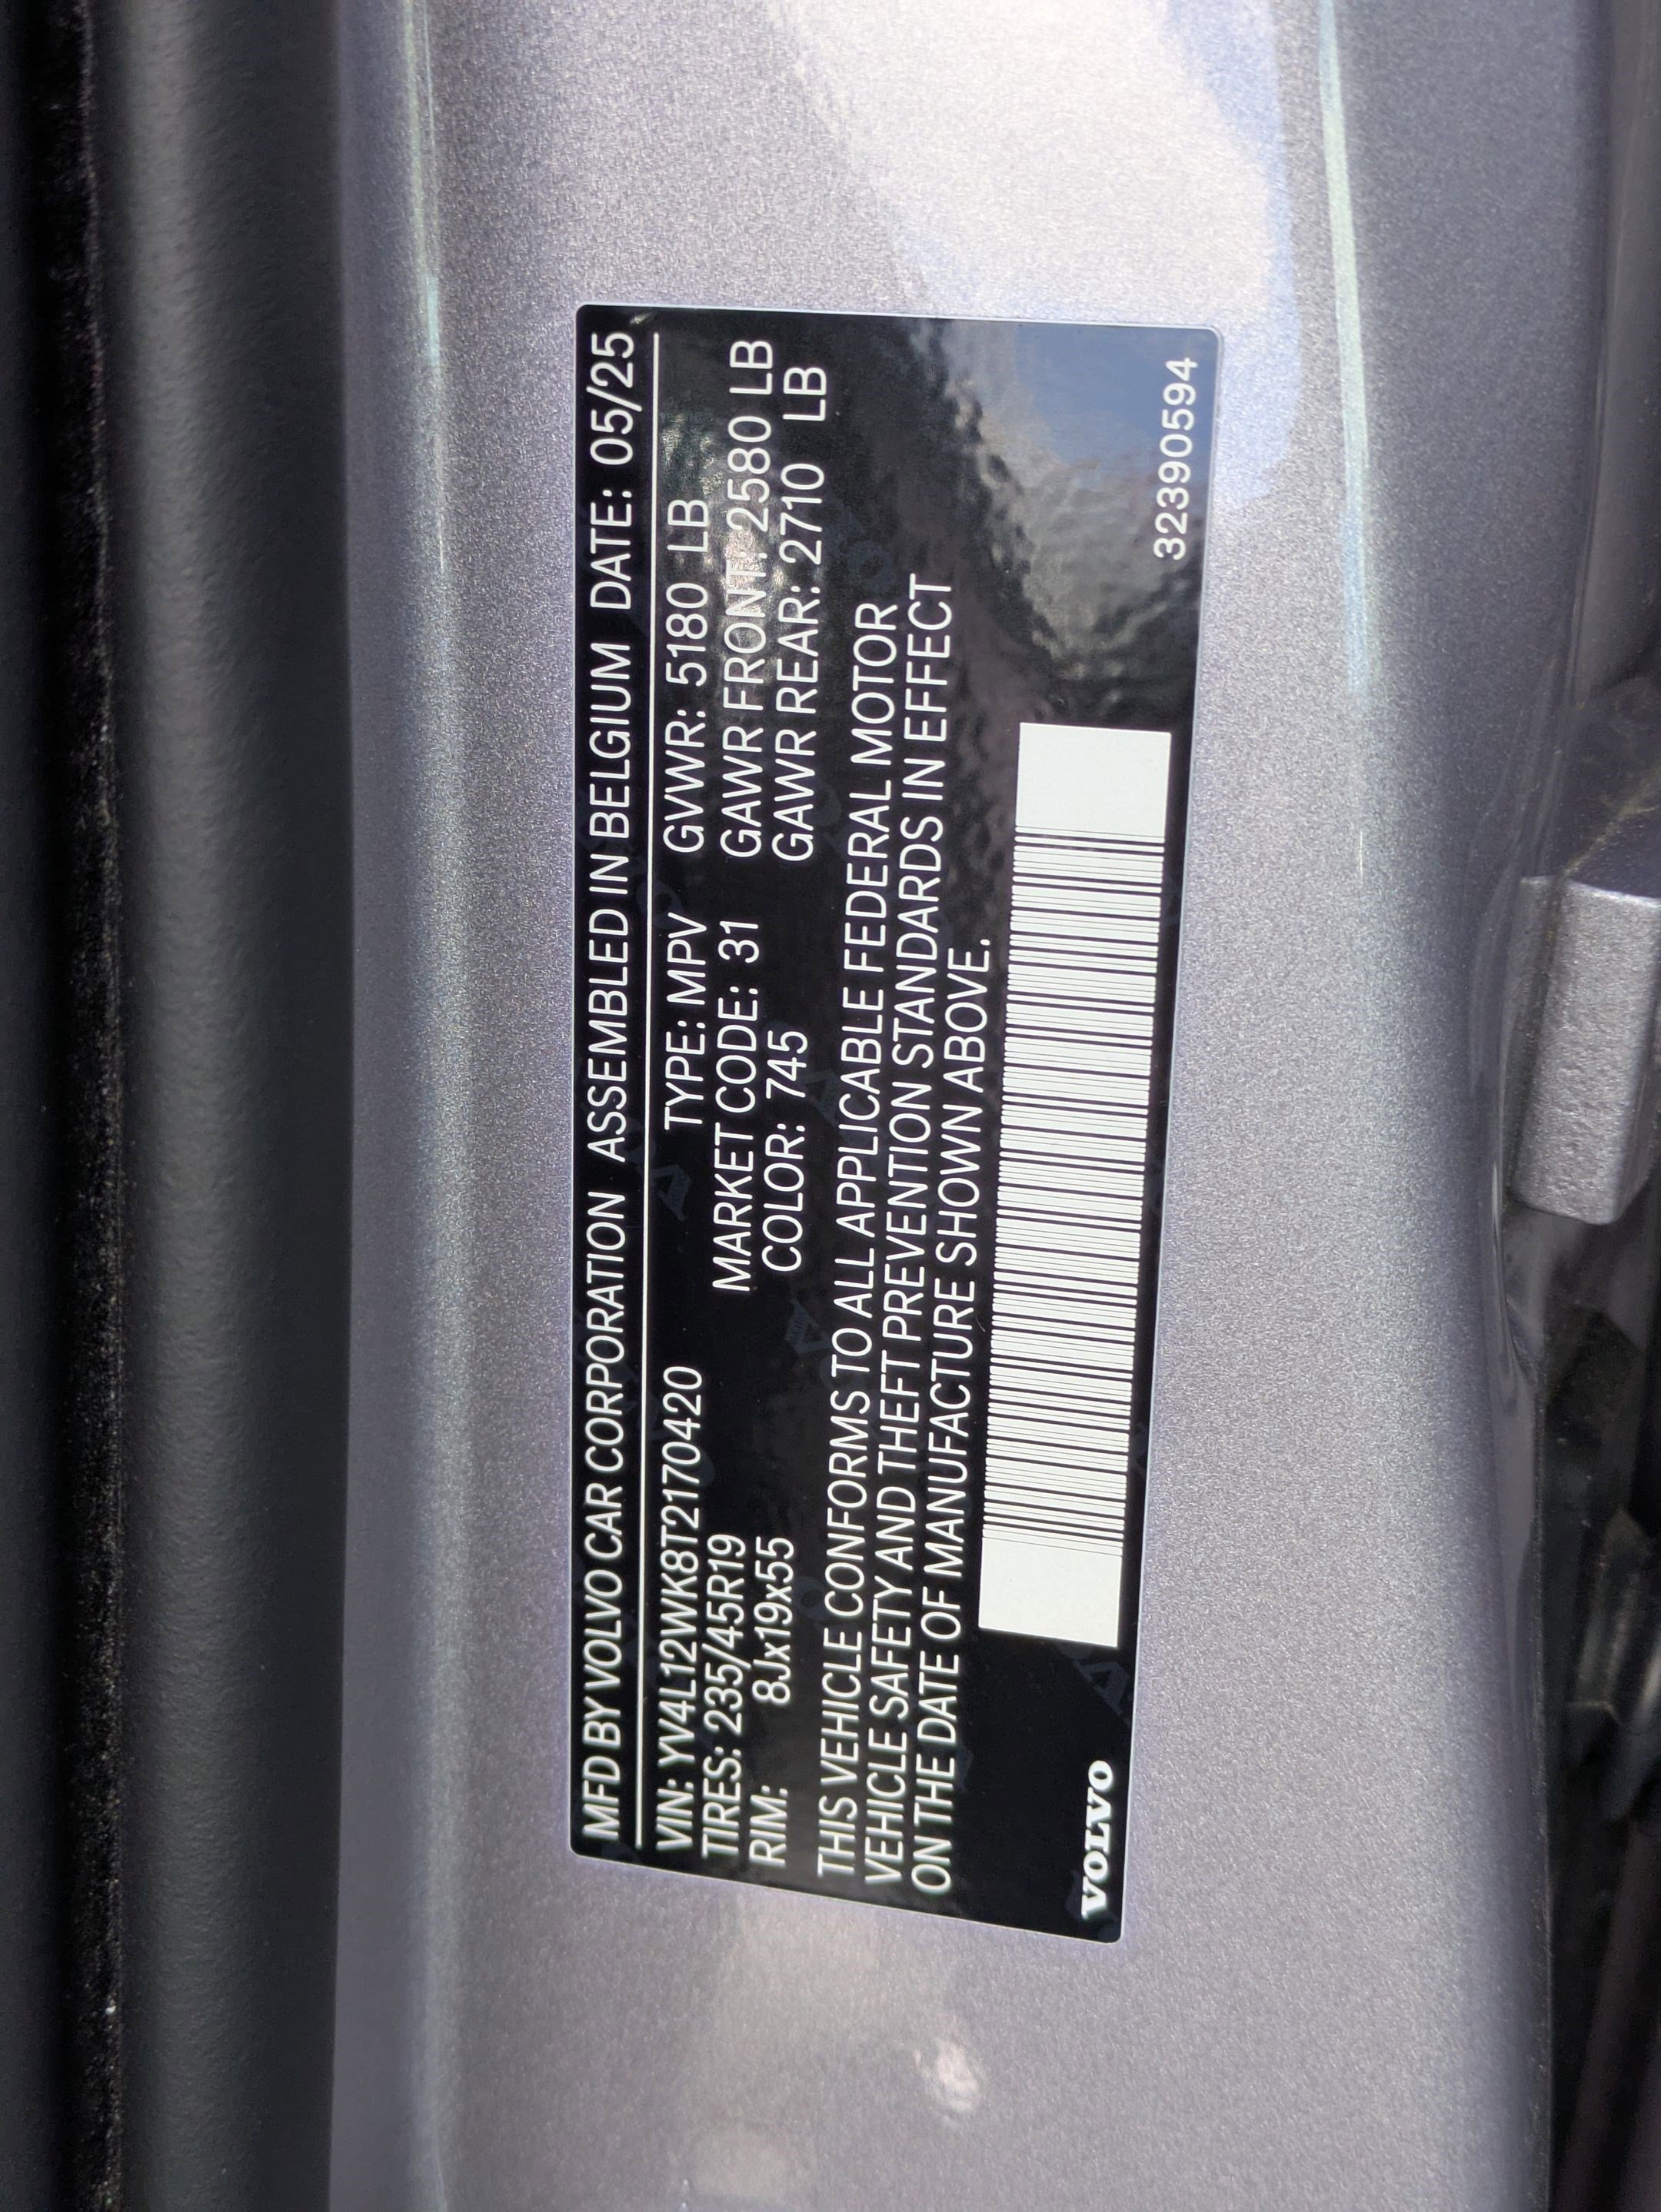 MFD BY VOLVO CAR CORPORATION ASSEMBLED IN BELGIUM DATE: 05/25
VIN: YV4L12WK8T2170420 TYPE: MPV GVWR: 5180 LB
TIRES: 235/45R19 MARKET CODE: 31 GAWR FRONT: 2580 LB
RIM: 8Jx19x55 COLOR: 745 GAWR REAR: 2710 LB
THIS VEHICLE CONFORMS TO ALL APPLICABLE FEDERAL MOTOR
VEHICLE SAFETY AND THEFT PREVENTION STANDARDS IN EFFECT
ON THE DATE OF MANUFACTURE SHOWN ABOVE.
VOLVO 32390594